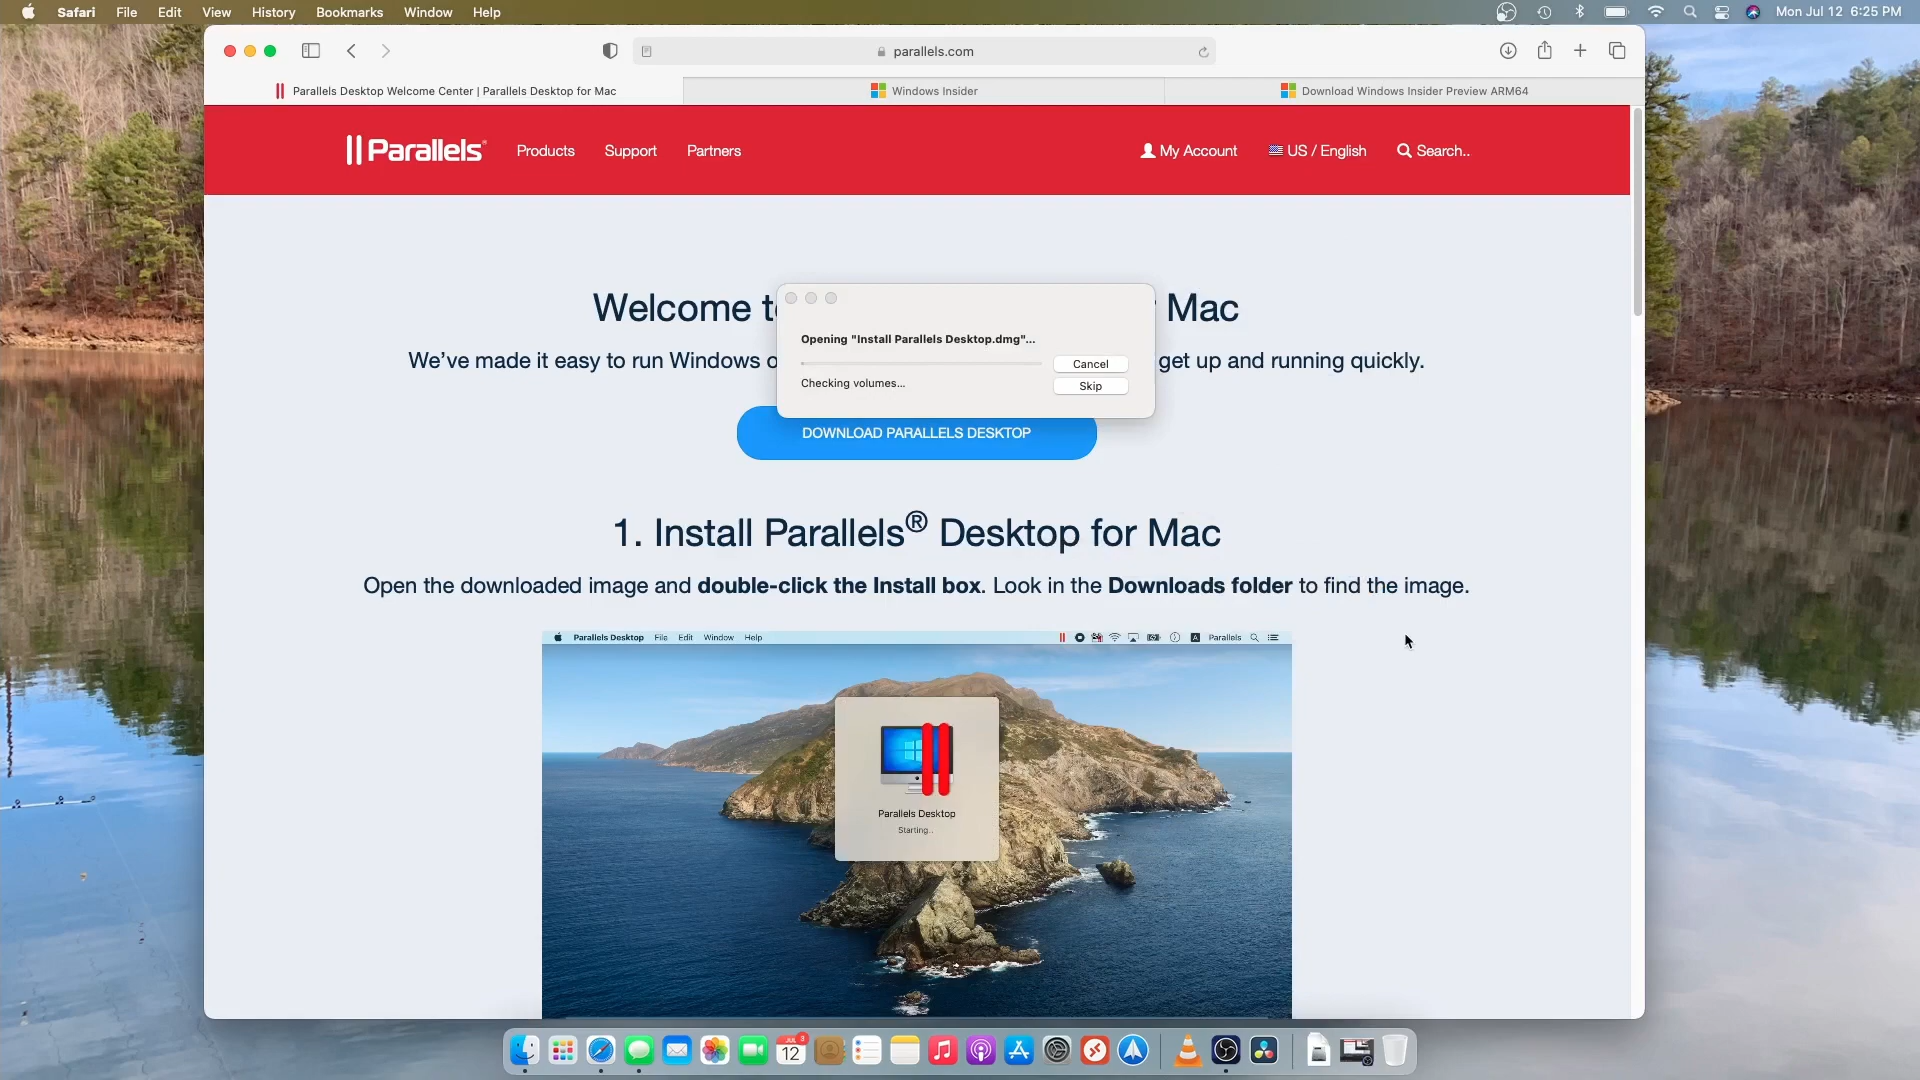 Safari File Edit View History Bookmarks Window Help Mon Jul 12 6:25 PM
parallels.com
Parallels Desktop Welcome Center | Parallels Desktop for Mac
Windows Insider
Download Windows Insider Preview ARM64
Parallels® Products Support Partners My Account US / English Search..
Welcome t
Mac
We've made it easy to run Windows o
get up and running quickly.
Opening "Install Parallels Desktop.dmg"...
Cancel
Checking volumes...
Skip
DOWNLOAD PARALLELS DESKTOP
1. Install Parallels® Desktop for Mac
Open the downloaded image and double-click the Install box. Look in the Downloads folder to find the image.
Parallels Desktop File Edit Window Help Parallels
Parallels Desktop
Starting..
JUL
12
3